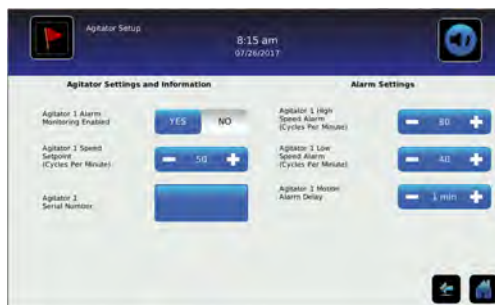 Agitator Setup
8:15 am
07/26/2017
Agitator Settings and Information
Alarm Settings
Agitator 1 Alarm
Monitoring Enabled
YES
NO
Agitator 1 Speed
Setpoint
(Cycles Per Minute)
50
Agitator 1
Serial Number
Agitator 1 High
Speed Alarm
(Cycles Per Minute)
80
Agitator 1 Low
Speed Alarm
(Cycles Per Minute)
40
Agitator 1 Motion
Alarm Delay
1 min